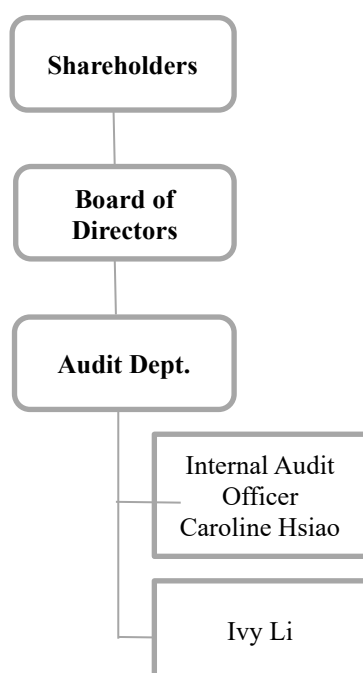 Shareholders
Board of
Directors
Audit Dept.
Internal Audit
Officer
Caroline Hsiao
Ivy Li